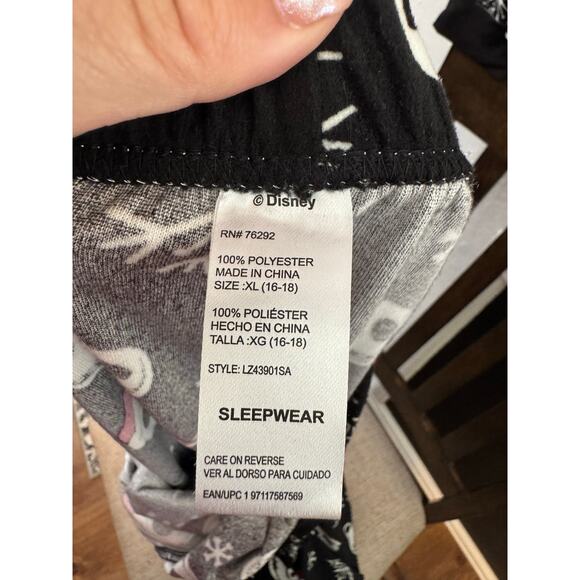 © Disney
RN# 76292
100% POLYESTER
MADE IN CHINA
SIZE :XL (16-18)
100% POLIÉSTER
HECHO EN CHINA
TALLA :XG (16-18)
STYLE: LZ43901SA
SLEEPWEAR
CARE ON REVERSE
VER AL DORSO PARA CUIDADO
EAN/UPC 1 97117587569